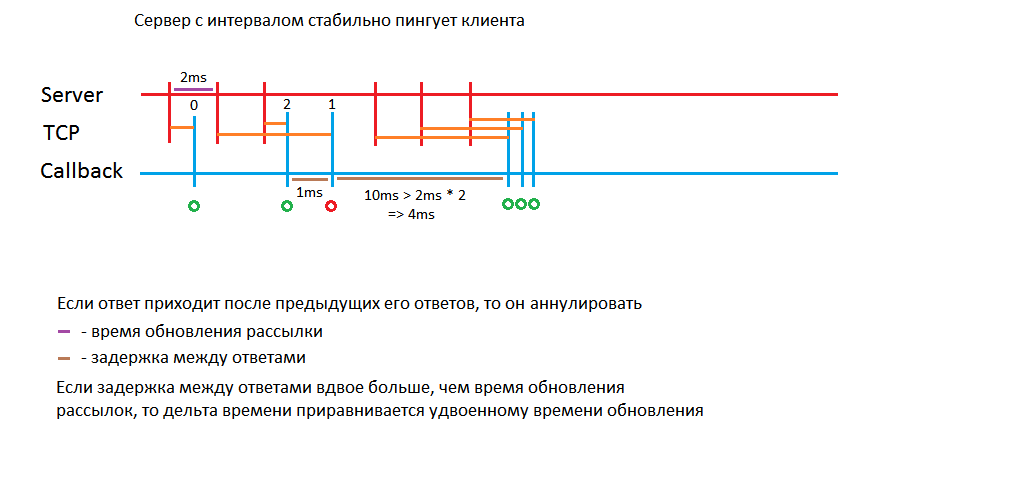 Сервер с интервалом стабильно пингует клиента
2ms
Server
0
2
1
TCP
Callback
1ms
10ms > 2ms * 2
=> 4ms
Если ответ приходит после предыдущих его ответов, то он аннулировать
- время обновления рассылки
- задержка между ответами
Если задержка между ответами вдвое больше, чем время обновления
рассылок, то дельта времени приравнивается удвоенному времени обновления